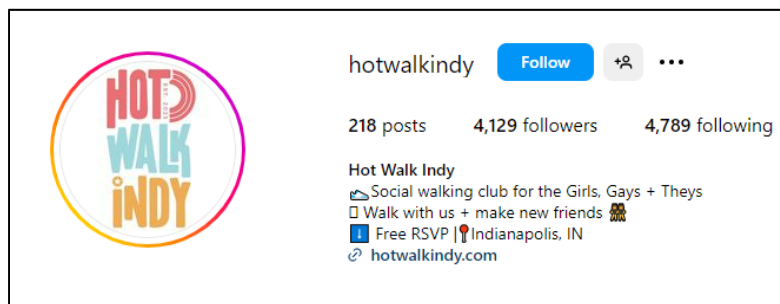 HOT
EST. 2023
WALK
INDY
hotwalkindy Follow
218 posts 4,129 followers 4,789 following
Hot Walk Indy
👟Social walking club for the Girls, Gays + Theys
▯ Walk with us + make new friends 👯
⬇️ Free RSVP |📍Indianapolis, IN
hotwalkindy.com